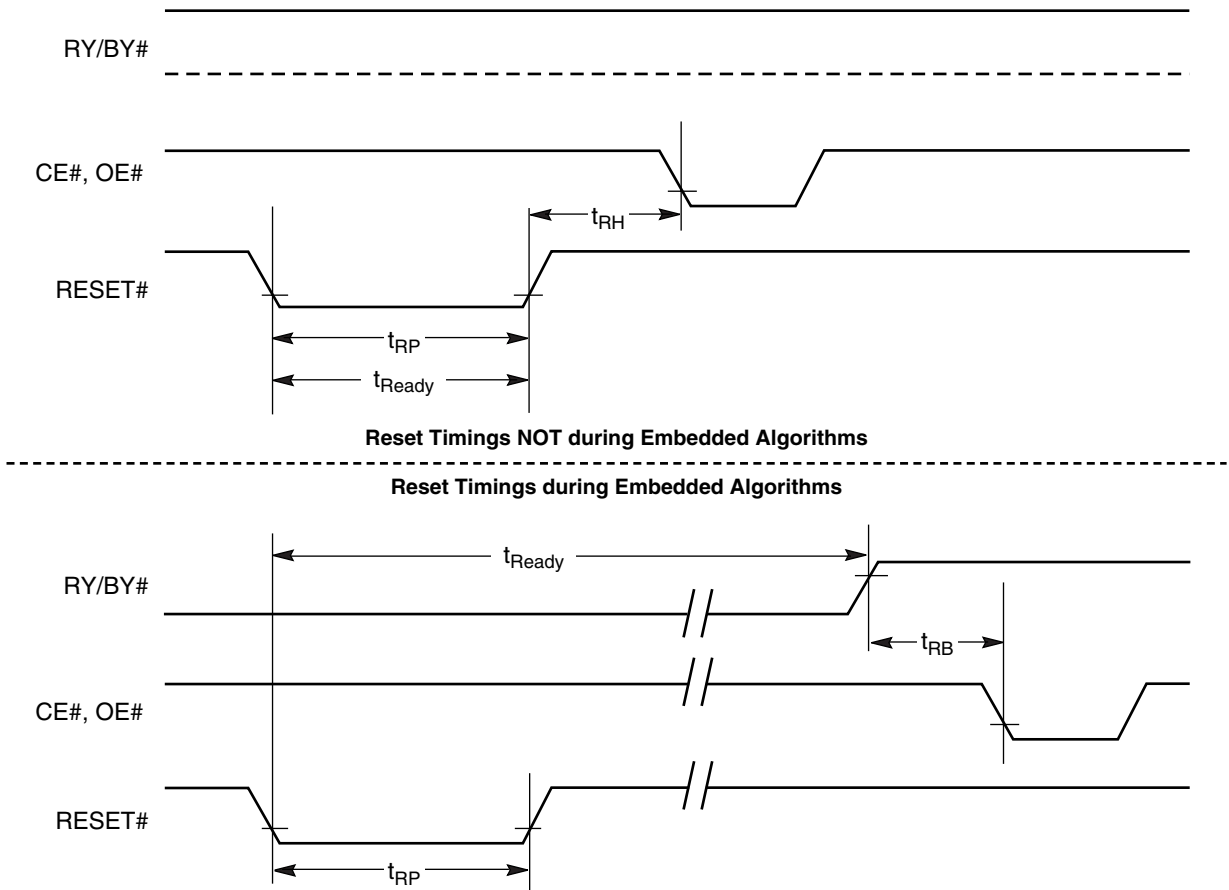 RY/BY#
CE#, OE#
tRH
RESET#
tRP
tReady
Reset Timings NOT during Embedded Algorithms
Reset Timings during Embedded Algorithms
tReady
RY/BY#
tRB
CE#, OE#
RESET#
tRP